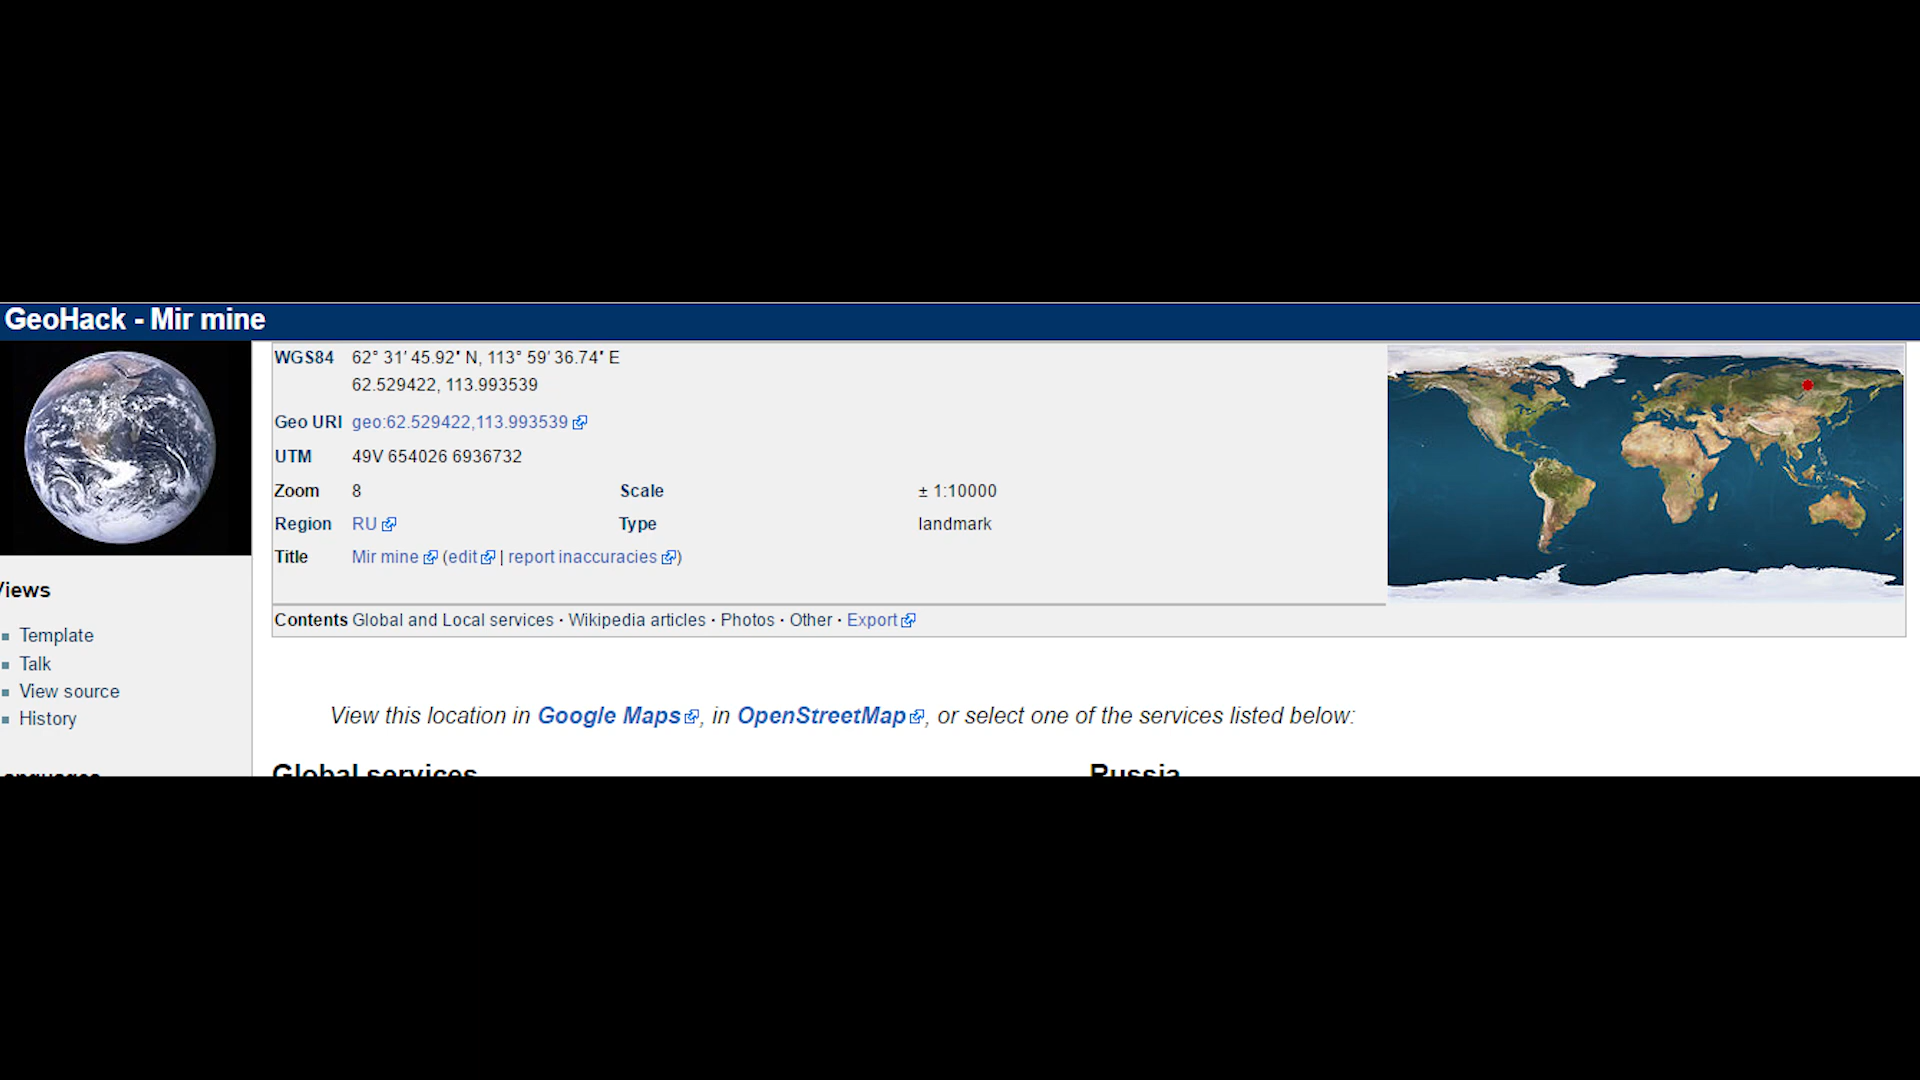 GeoHack - Mir mine
WGS84 62° 31′ 45.92″ N, 113° 59′ 36.74″ E
62.529422, 113.993539
Geo URI geo:62.529422,113.993539
UTM 49V 654026 6936732
Zoom 8 Scale ± 1:10000
Region RU Type landmark
Title Mir mine (edit | report inaccuracies)
Contents Global and Local services · Wikipedia articles · Photos · Other · Export
Views
Template
Talk
View source
History
View this location in Google Maps, in OpenStreetMap, or select one of the services listed below:
Global services
Russia